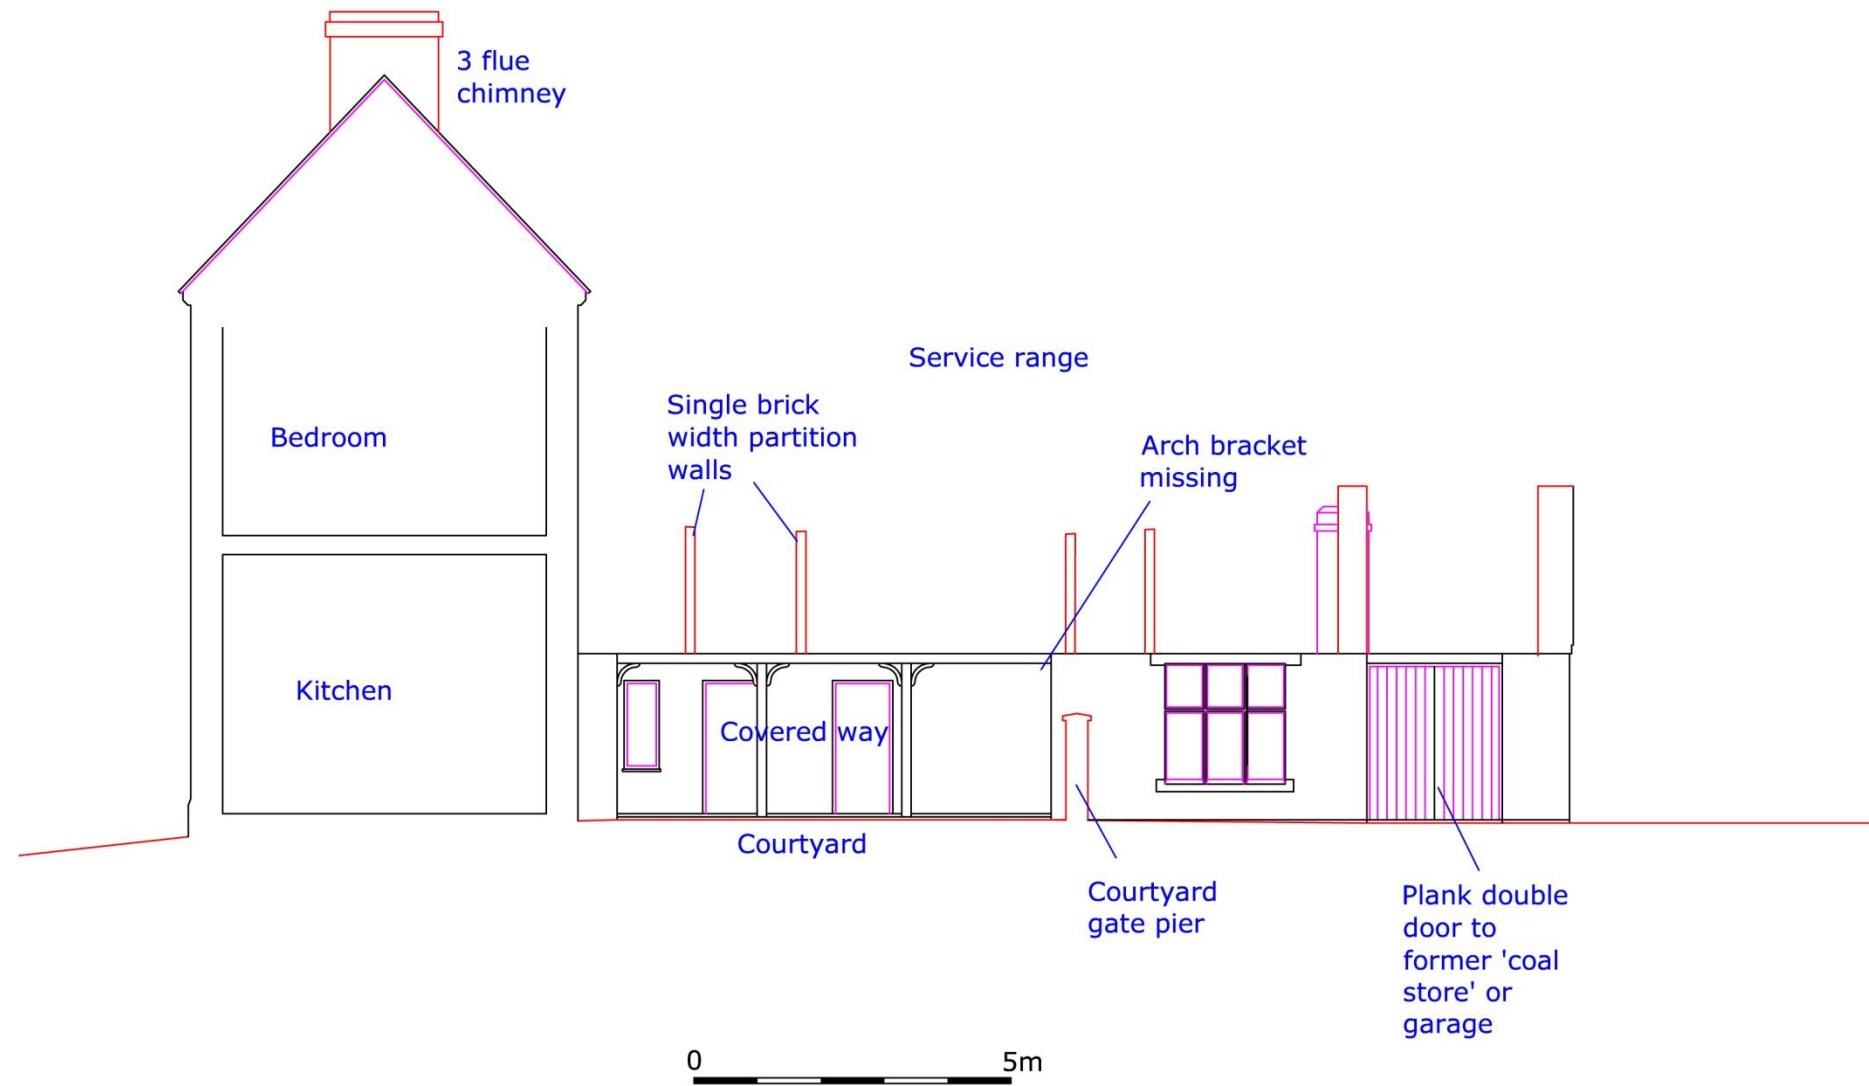 3 flue
chimney
Service range
Single brick
width partition
walls
Arch bracket
missing
Bedroom
Kitchen
Covered way
Courtyard
Courtyard
gate pier
Plank double
door to
former 'coal
store' or
garage
0 5m